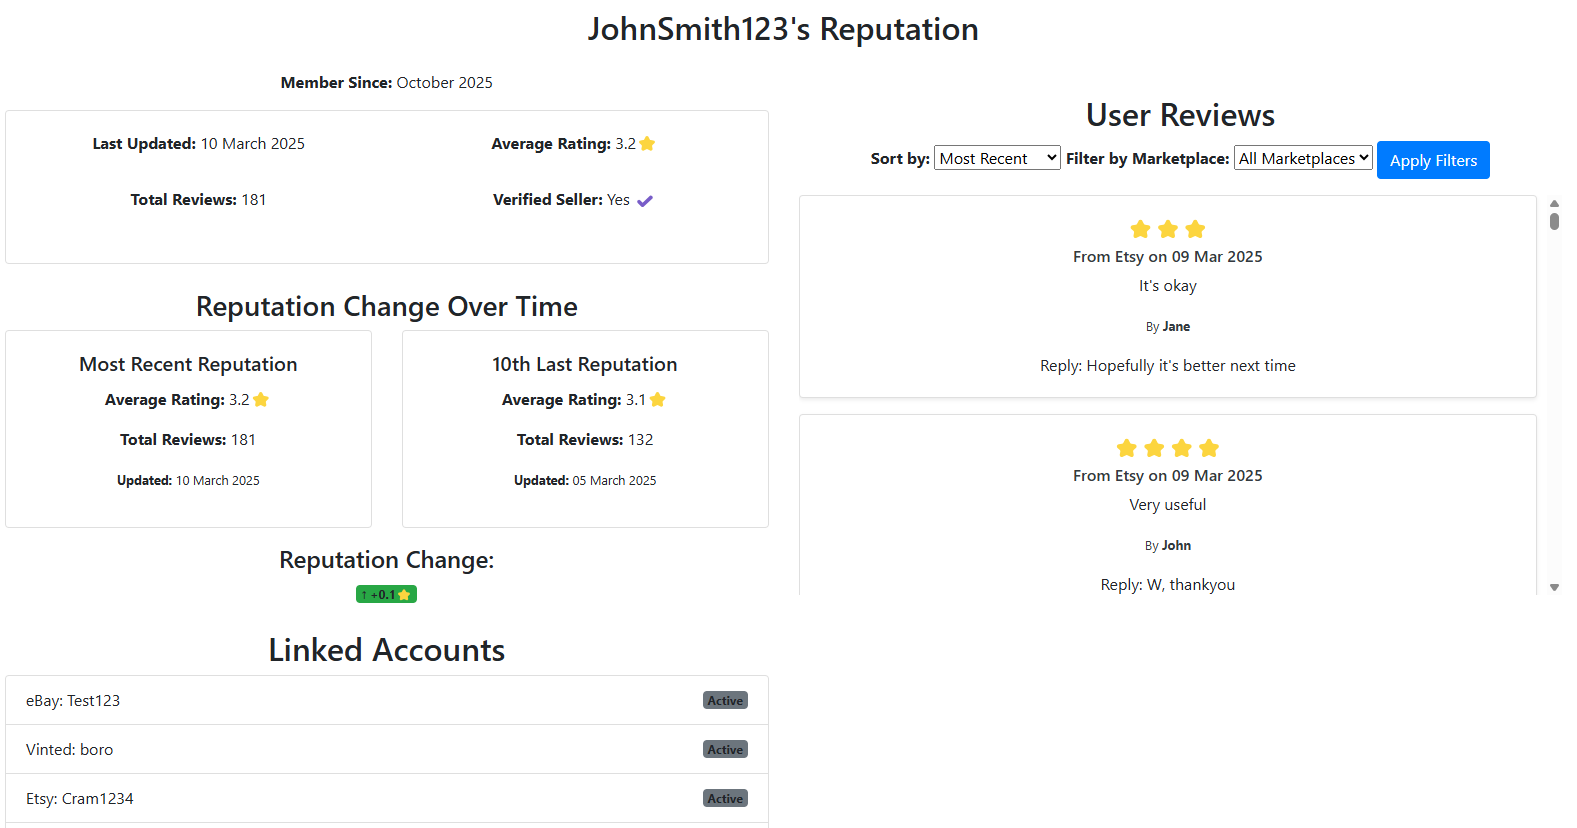 JohnSmith123's Reputation
Member Since: October 2025
Last Updated: 10 March 2025
Average Rating: 3.2
Total Reviews: 181
Verified Seller: Yes
Reputation Change Over Time
Most Recent Reputation
Average Rating: 3.2
Total Reviews: 181
Updated: 10 March 2025
10th Last Reputation
Average Rating: 3.1
Total Reviews: 132
Updated: 05 March 2025
Reputation Change:
↑ +0.1
Linked Accounts
eBay: Test123 Active
Vinted: boro Active
Etsy: Cram1234 Active
User Reviews
Sort by: Most Recent Filter by Marketplace: All Marketplaces Apply Filters
From Etsy on 09 Mar 2025
It's okay
By Jane
Reply: Hopefully it's better next time
From Etsy on 09 Mar 2025
Very useful
By John
Reply: W, thankyou